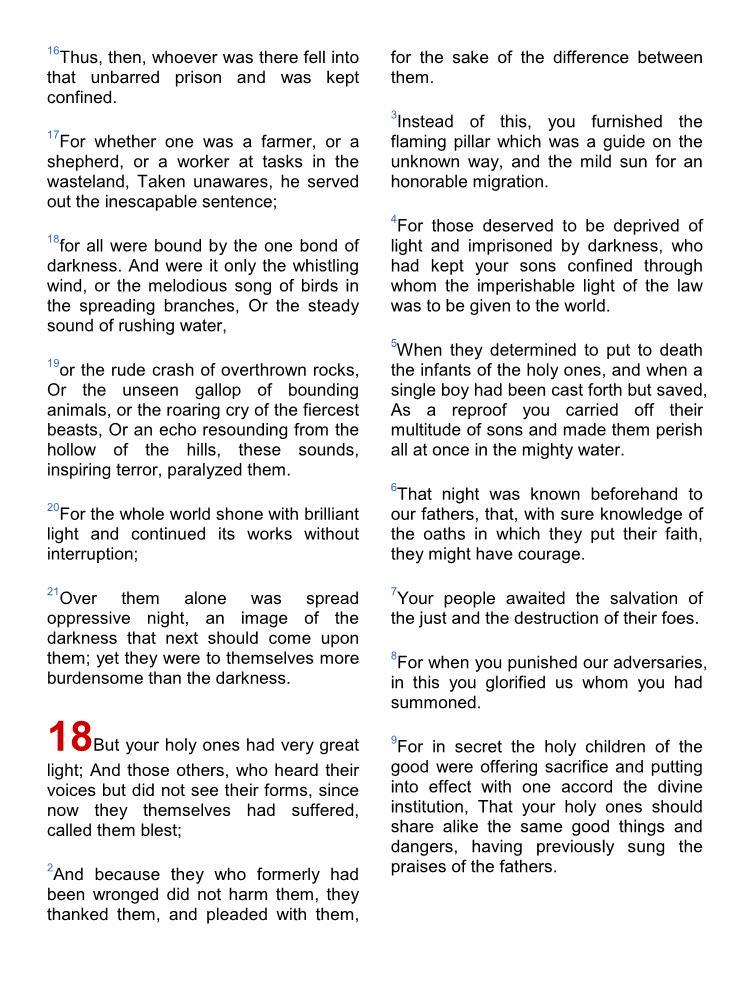 16Thus, then, whoever was there fell into
that unbarred prison and was kept
confined.
17For whether one was a farmer, or a
shepherd, or a worker at tasks in the
wasteland, Taken unawares, he served
out the inescapable sentence;
18for all were bound by the one bond of
darkness. And were it only the whistling
wind, or the melodious song of birds in
the spreading branches, Or the steady
sound of rushing water,
19or the rude crash of overthrown rocks,
Or the unseen gallop of bounding
animals, or the roaring cry of the fiercest
beasts, Or an echo resounding from the
hollow of the hills, these sounds,
inspiring terror, paralyzed them.
20For the whole world shone with brilliant
light and continued its works without
interruption;
21Over them alone was spread
oppressive night, an image of the
darkness that next should come upon
them; yet they were to themselves more
burdensome than the darkness.
18But your holy ones had very great
light; And those others, who heard their
voices but did not see their forms, since
now they themselves had suffered,
called them blest;
2And because they who formerly had
been wronged did not harm them, they
thanked them, and pleaded with them,
for the sake of the difference between
them.
3Instead of this, you furnished the
flaming pillar which was a guide on the
unknown way, and the mild sun for an
honorable migration.
4For those deserved to be deprived of
light and imprisoned by darkness, who
had kept your sons confined through
whom the imperishable light of the law
was to be given to the world.
5When they determined to put to death
the infants of the holy ones, and when a
single boy had been cast forth but saved,
As a reproof you carried off their
multitude of sons and made them perish
all at once in the mighty water.
6That night was known beforehand to
our fathers, that, with sure knowledge of
the oaths in which they put their faith,
they might have courage.
7Your people awaited the salvation of
the just and the destruction of their foes.
8For when you punished our adversaries,
in this you glorified us whom you had
summoned.
9For in secret the holy children of the
good were offering sacrifice and putting
into effect with one accord the divine
institution, That your holy ones should
share alike the same good things and
dangers, having previously sung the
praises of the fathers.